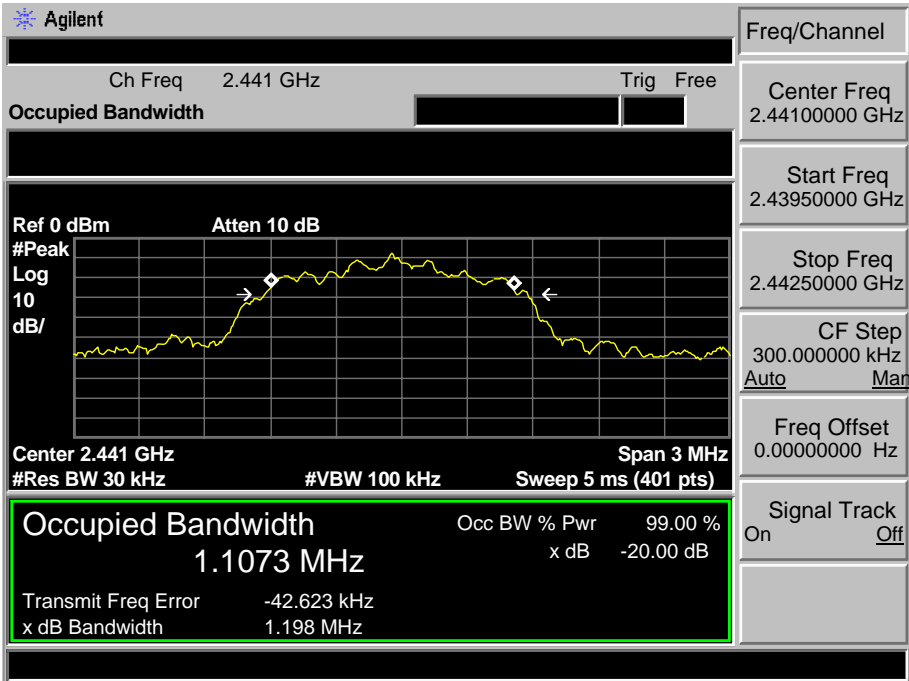 Agilent
Freq/Channel
Ch Freq 2.441 GHz Trig Free
Occupied Bandwidth
Center Freq
2.44100000 GHz
Start Freq
2.43950000 GHz
Stop Freq
2.44250000 GHz
CF Step
300.000000 kHz
Auto Man
Freq Offset
0.00000000 Hz
Signal Track
On Off
Ref 0 dBm Atten 10 dB
#Peak
Log
10
dB/
Center 2.441 GHz Span 3 MHz
#Res BW 30 kHz #VBW 100 kHz Sweep 5 ms (401 pts)
Occupied Bandwidth Occ BW % Pwr 99.00 %
1.1073 MHz x dB -20.00 dB
Transmit Freq Error -42.623 kHz
x dB Bandwidth 1.198 MHz